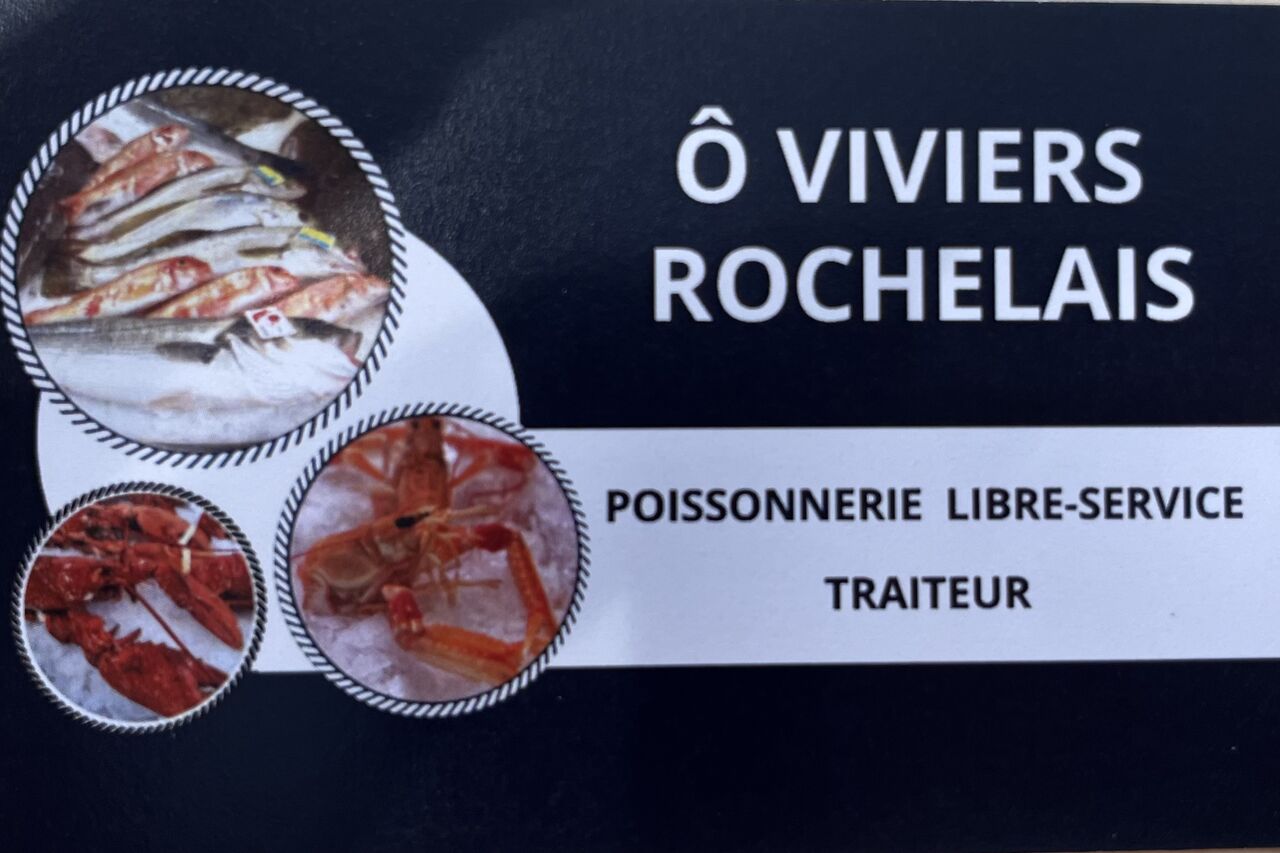 Ô VIVIERS
ROCHELAIS
POISSONNERIE LIBRE-SERVICE
TRAITEUR